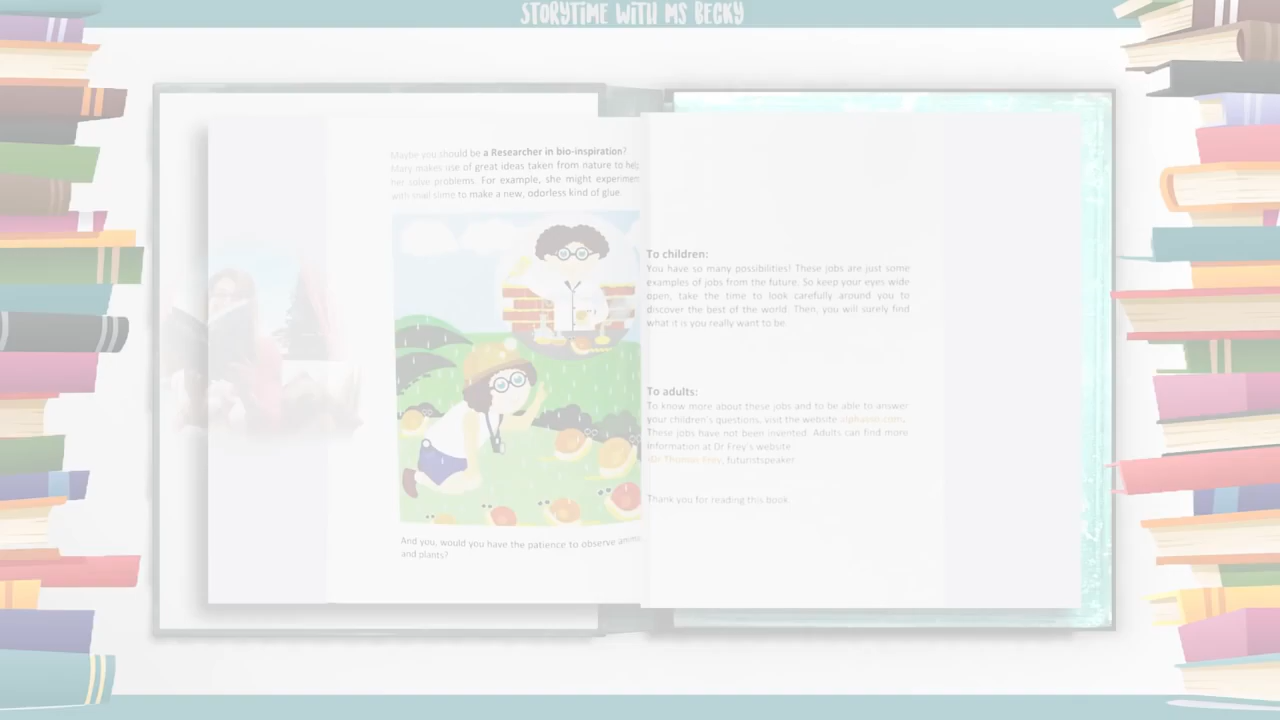 STORYTIME WITH MS BECKY
Maybe you should be a Researcher in bio-inspiration?
Mary makes use of great ideas taken from nature to help
her solve problems. For example, she might experiment
with snail slime to make a new, odorless kind of glue.
And you, would you have the patience to observe
and plants?
To children:
You have so many possibilities! These jobs are just some
examples of jobs from the future. So keep your eyes wide
open, take the time to look carefully around you to
discover the best of the world. Then, you will surely find
what it is you really want to be.
To adults:
To know more about these jobs and to be able to answer
your children's questions, visit the website
These jobs have not been invented. Adults can find more
information at Dr Frey's website
Dr Thomas Frey, futuristspeaker
Thank you for reading this book.